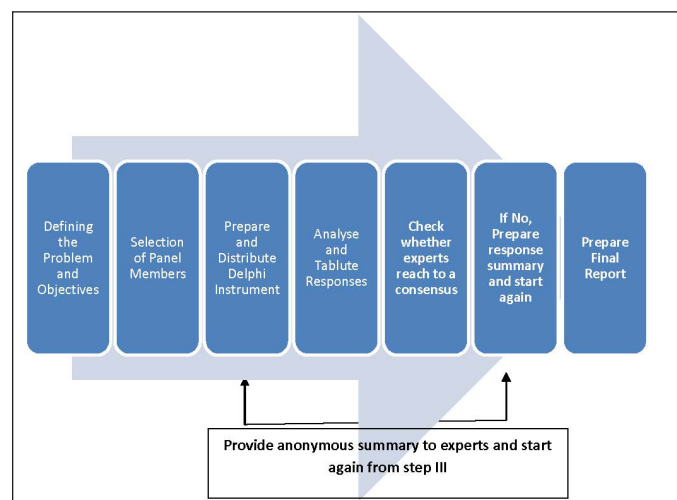 Defining
the
Problem
and
Objectives
Selection
of Panel
Members
Prepare
and
Distribute
Delphi
Instrument
Analyse
and
Tablute
Responses
Check
whether
experts
reach to a
consensus
If No,
Prepare
response
summary
and start
again
Prepare
Final
Report
Provide anonymous summary to experts and start
again from step III